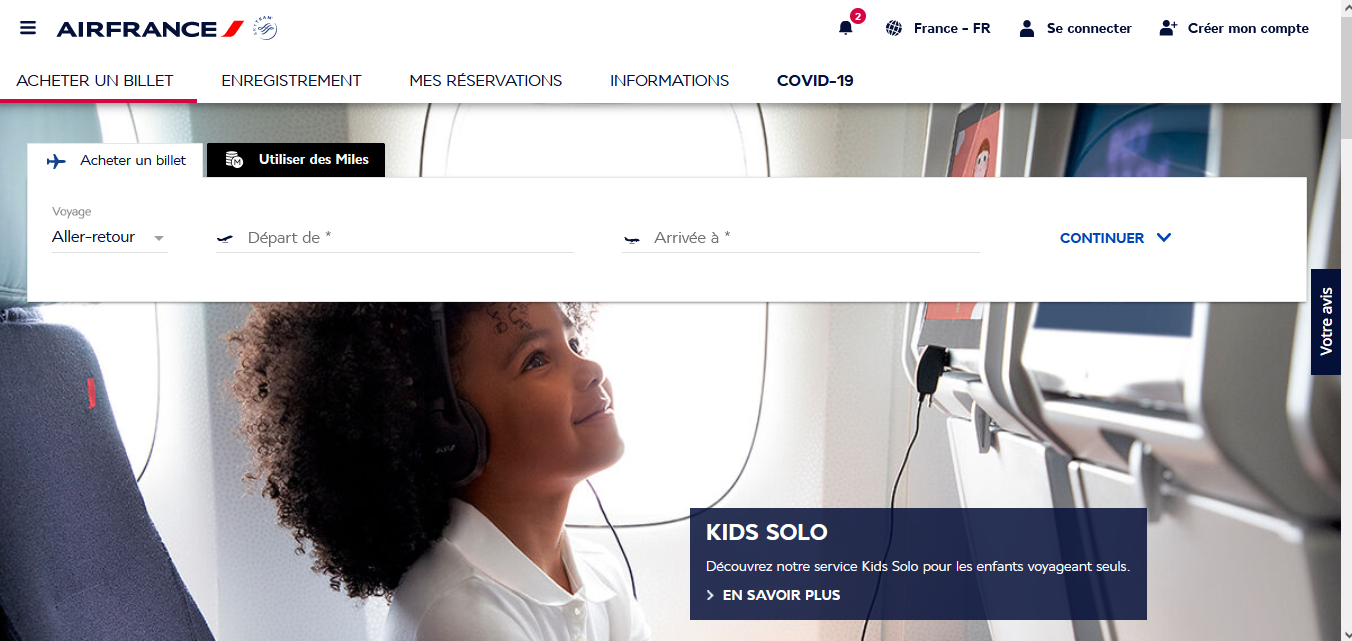 AIRFRANCE
2
France - FR
Se connecter
Créer mon compte
ACHETER UN BILLET
ENREGISTREMENT
MES RÉSERVATIONS
INFORMATIONS
COVID-19
Acheter un billet
Utiliser des Miles
Voyage
Aller-retour
Départ de *
Arrivée à *
CONTINUER
Votre avis
KIDS SOLO
Découvrez notre service Kids Solo pour les enfants voyageant seuls.
EN SAVOIR PLUS